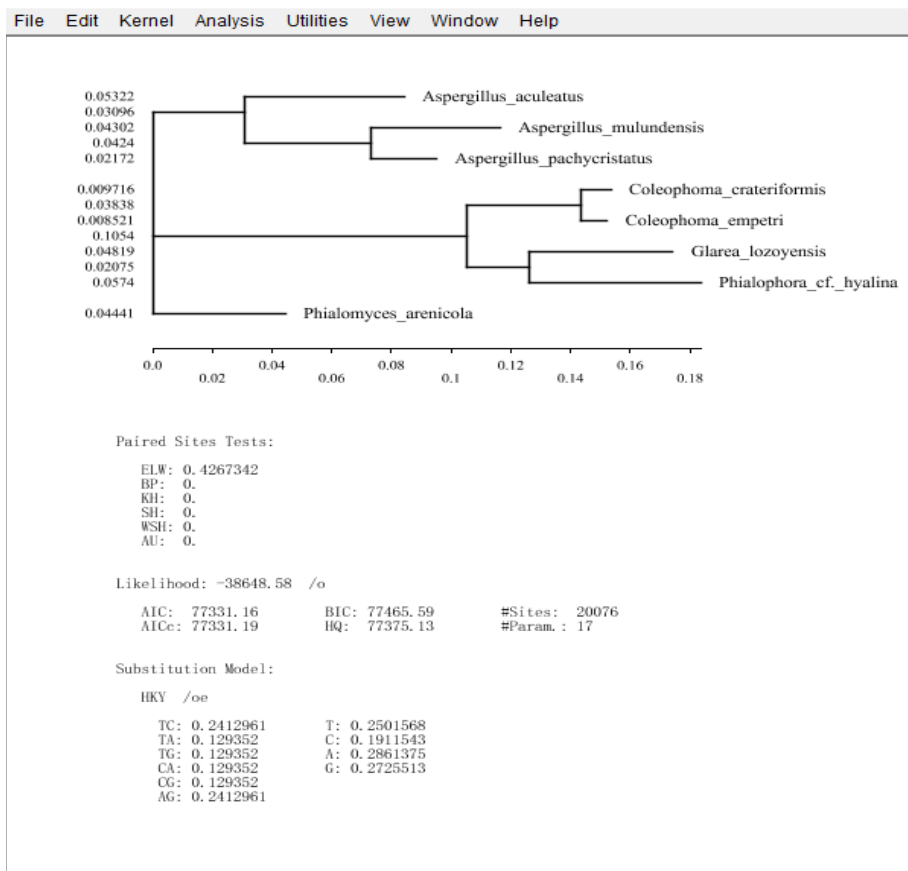 File Edit Kernel Analysis Utilities View Window Help
0.05322 Aspergillus_aculeatus
0.03096
0.04302 Aspergillus_mulundensis
0.0424
0.02172 Aspergillus_pachycristatus
0.009716 Coleophoma_crateriformis
0.03838
0.008521 Coleophoma_empetri
0.1054
0.04819 Glarea_lozoyensis
0.02075
0.0574 Phialophora_cf._hyalina
0.04441 Phialomyces_arenicola
0.0 0.04 0.08 0.12 0.16
0.02 0.06 0.1 0.14 0.18
Paired Sites Tests:
ELW: 0.4267342
BP: 0.
KH: 0.
SH: 0.
WSH: 0.
AU: 0.
Likelihood: -38648.58 /o
AIC: 77331.16 BIC: 77465.59 #Sites: 20076
AICc: 77331.19 HQ: 77375.13 #Param.: 17
Substitution Model:
HKY /oe
TC: 0.2412961 T: 0.2501568
TA: 0.129352 C: 0.1911543
TG: 0.129352 A: 0.2861375
CA: 0.129352 G: 0.2725513
CG: 0.129352
AG: 0.2412961